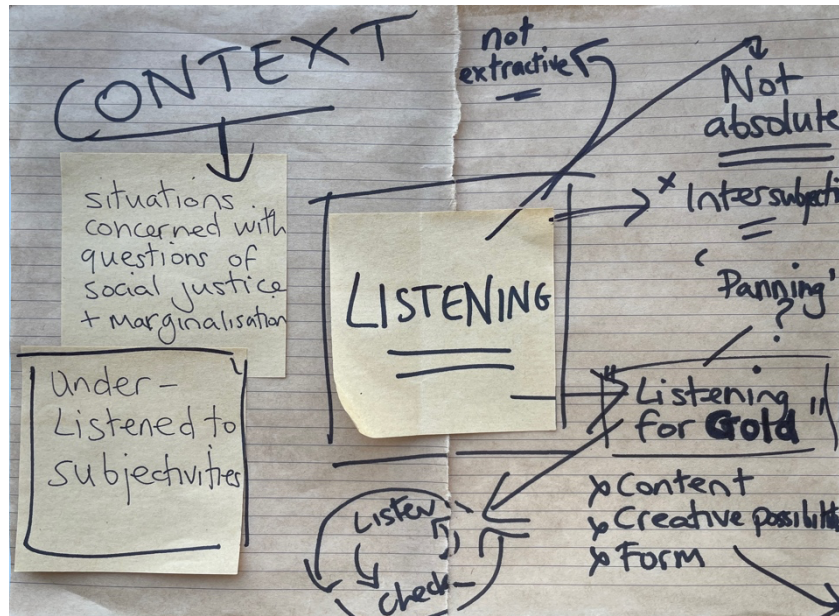 CONTEXT
situations
concerned with
questions of
social justice
+ marginalisation
Under-
Listened to
subjectivities
not
extractive
LISTENING
Not
absolute
x Intersubjecti
'Panning'
?
"Listening
for Gold"
x Content
x Creative possibilit
x Form
Listen
Check